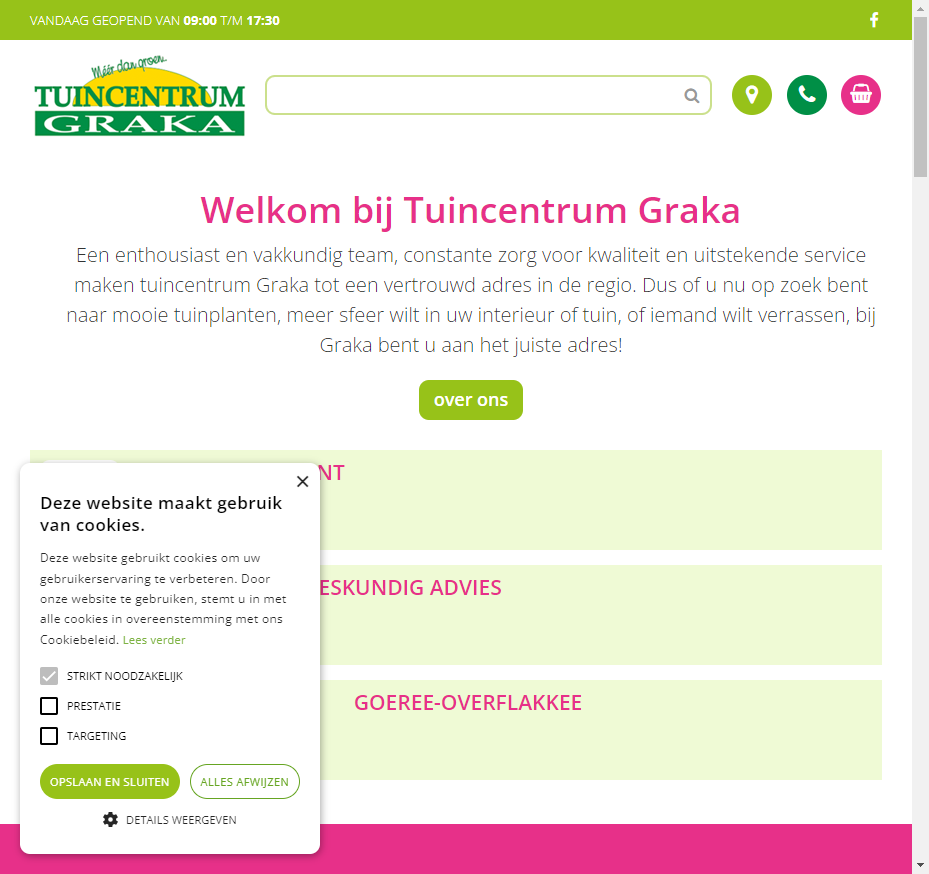 VANDAAG GEOPEND VAN 09:00 T/M 17:30
Méér dan groen...
TUINCENTRUM
GRAKA
Welkom bij Tuincentrum Graka
Een enthousiast en vakkundig team, constante zorg voor kwaliteit en uitstekende service
maken tuincentrum Graka tot een vertrouwd adres in de regio. Dus of u nu op zoek bent
naar mooie tuinplanten, meer sfeer wilt in uw interieur of tuin, of iemand wilt verrassen, bij
Graka bent u aan het juiste adres!
over ons
NT
ESKUNDIG ADVIES
GOEREE-OVERFLAKKEE
Deze website maakt gebruik
van cookies.
Deze website gebruikt cookies om uw
gebruikerservaring te verbeteren. Door
onze website te gebruiken, stemt u in met
alle cookies in overeenstemming met ons
Cookiebeleid. Lees verder
STRIKT NOODZAKELIJK
PRESTATIE
TARGETING
OPSLAAN EN SLUITEN
ALLES AFWIJZEN
DETAILS WEERGEVEN